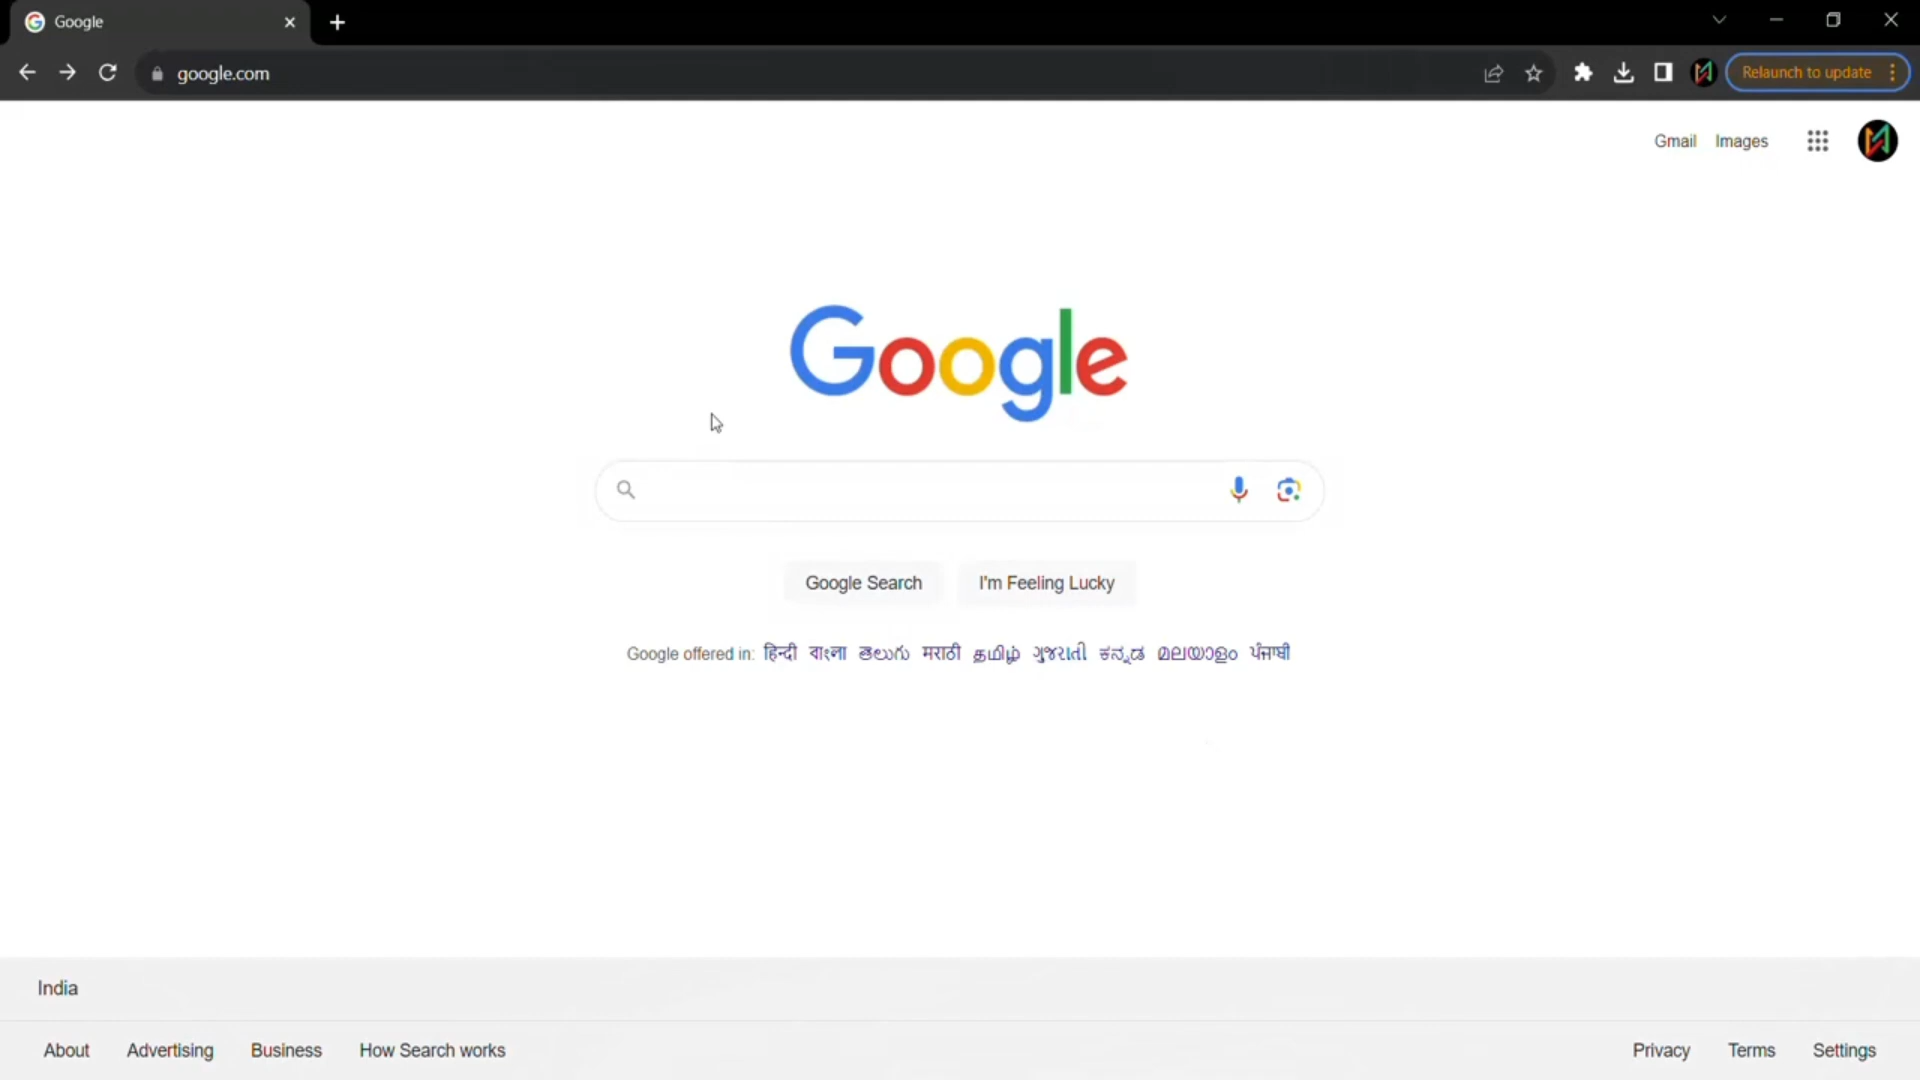 Google
google.com
Relaunch to update
Gmail Images
Google
Google Search I'm Feeling Lucky
Google offered in: हिन्दी বাংলা తెలుగు मराठी தமிழ் ગુજરાતી ಕನ್ನಡ മലയാളം ਪੰਜਾਬੀ
India
About Advertising Business How Search works Privacy Terms Settings